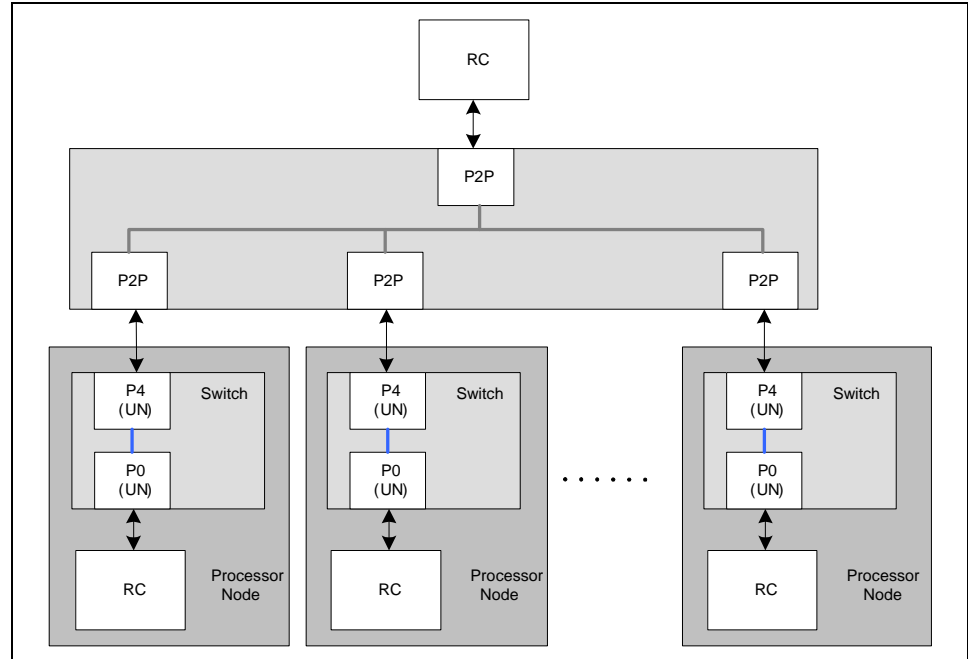 RC
P2P
P2P
P2P
P2P
P4
(UN)
Switch
P0
(UN)
RC
Processor
Node
P4
(UN)
Switch
P0
(UN)
RC
Processor
Node
. . . . . .
P4
(UN)
Switch
P0
(UN)
RC
Processor
Node